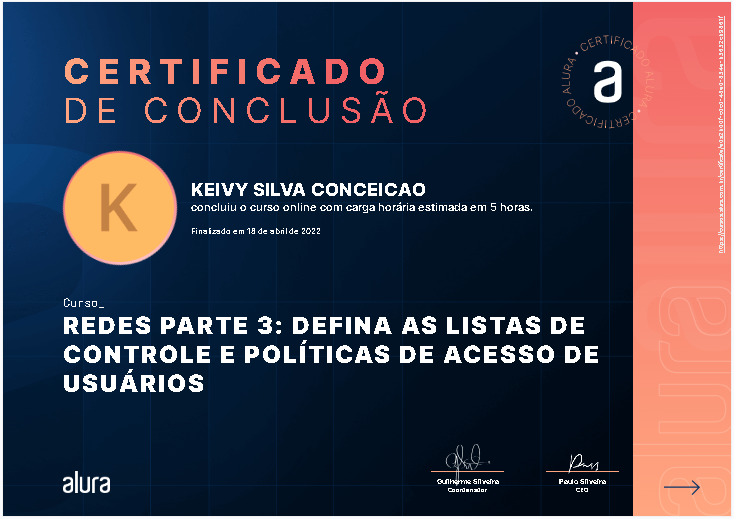 CERTIFICADO
DE CONCLUSÃO
CERTIFICADO ALURA • CERTIFICADO ALURA •
a
K
KEIVY SILVA CONCEICAO
concluiu o curso online com carga horária estimada em 5 horas.
Finalizado em 18 de abril de 2022
Curso_
REDES PARTE 3: DEFINA AS LISTAS DE
CONTROLE E POLÍTICAS DE ACESSO DE
USUÁRIOS
alura
Guilherme Silveira
Coordenador
Paulo Silveira
CEO
alura